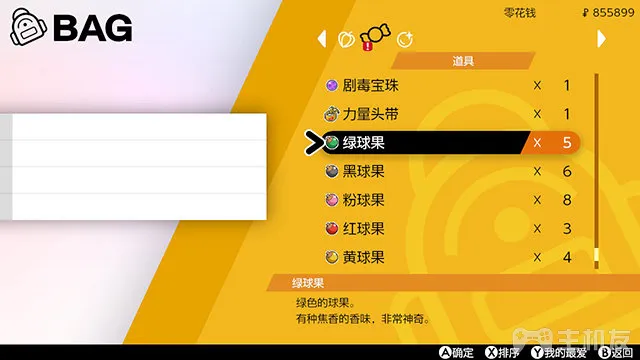 BAG
零花钱 ₽ 855899
道具
剧毒宝珠 X 1
力量头带 X 1
绿球果 X 5
黑球果 X 6
粉球果 X 8
红球果 X 3
黄球果 X 4
绿球果
绿色的球果。
有种焦香的香味，非常神奇。
A确定 X排序 Y我的最爱 B返回
主机友